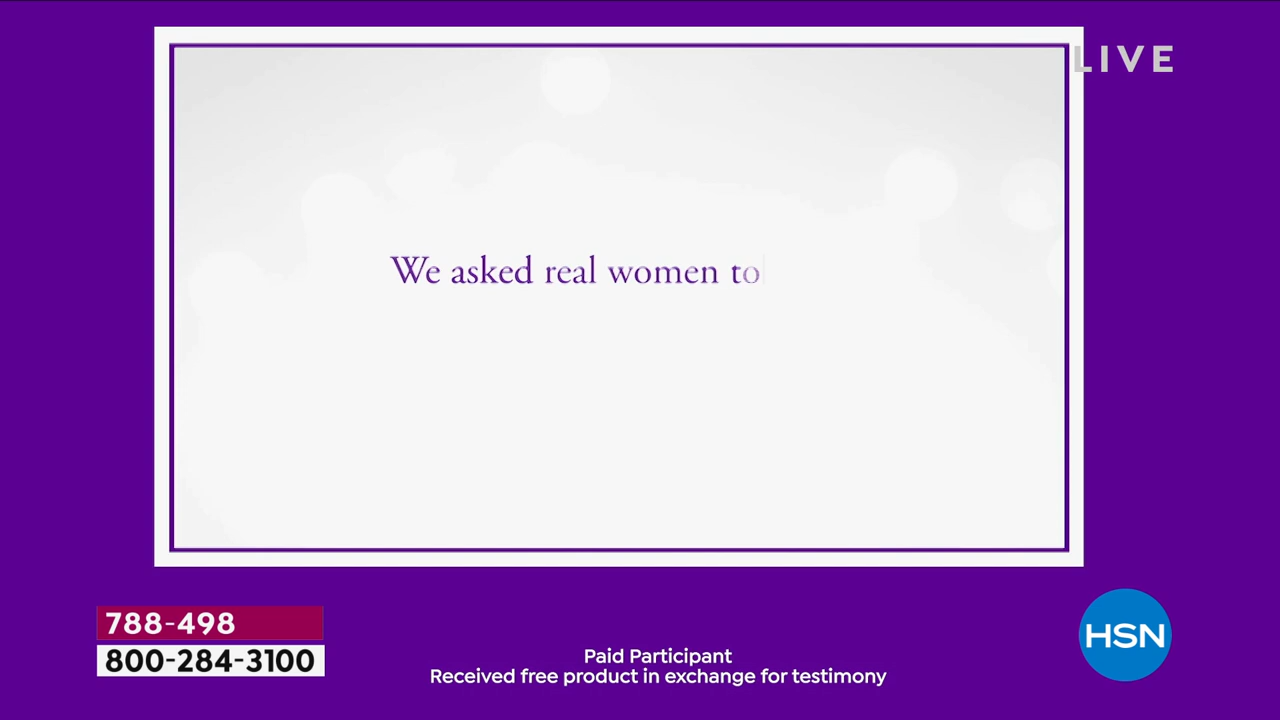 LIVE
We asked real women to
788-498
800-284-3100
Paid Participant
Received free product in exchange for testimony
HSN